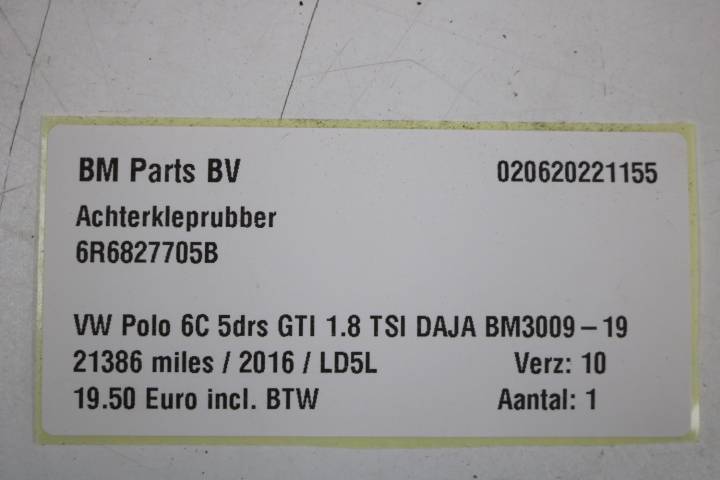 BM Parts BV 020620221155
Achterkleprubber
6R6827705B
VW Polo 6C 5drs GTI 1.8 TSI DAJA BM3009-19
21386 miles / 2016 / LD5L Verz: 10
19.50 Euro incl. BTW Aantal: 1